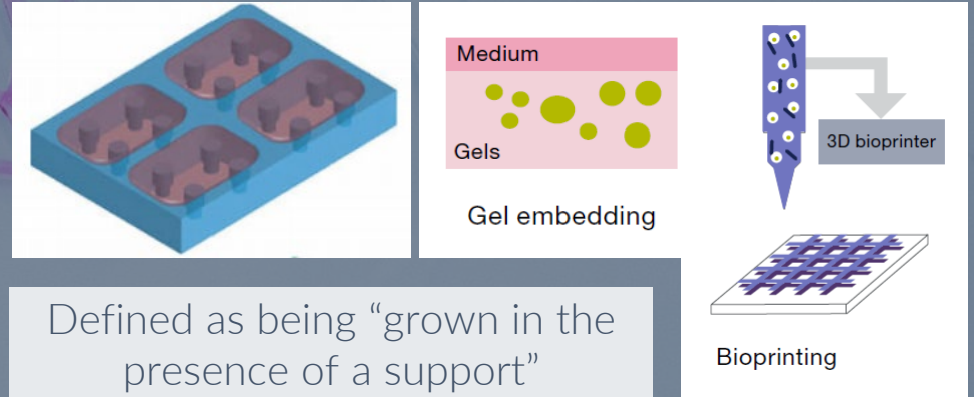 Medium
Gels
Gel embedding
3D bioprinter
Bioprinting
Defined as being “grown in the
presence of a support”